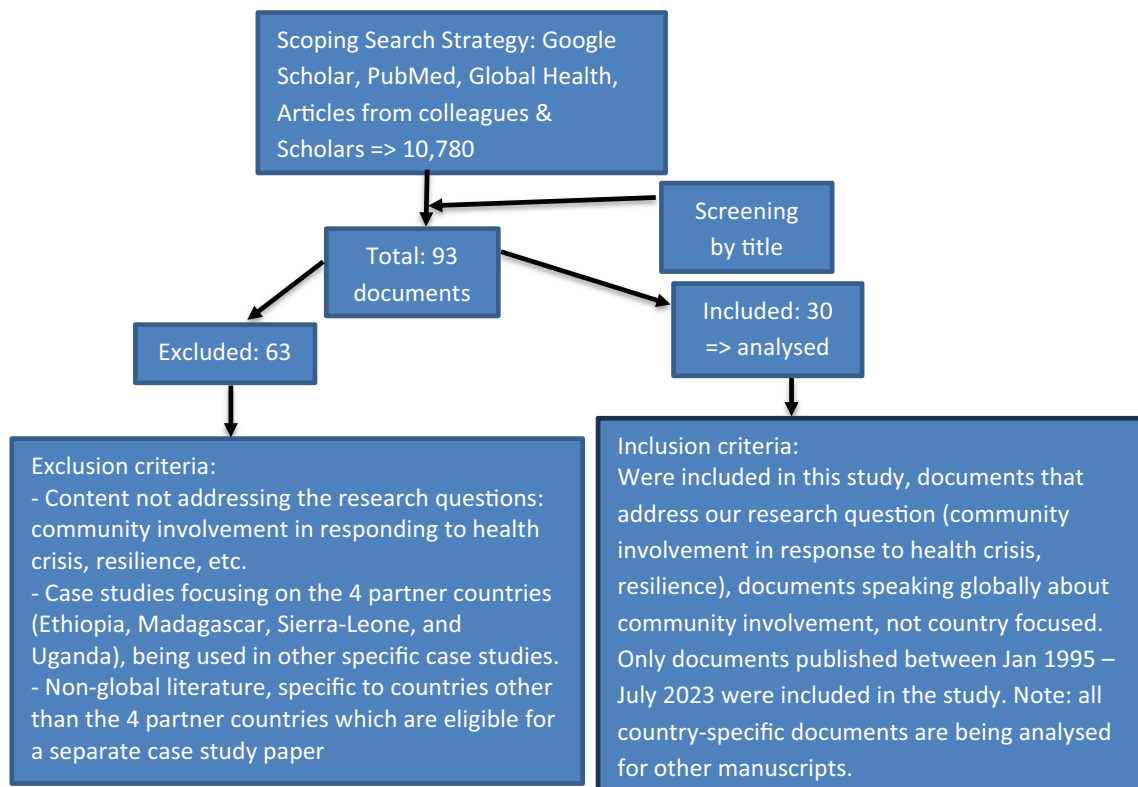 Scoping Search Strategy: Google
Scholar, PubMed, Global Health,
Articles from colleagues &
Scholars => 10,780
Screening
by title
Total: 93
documents
Included: 30
=> analysed
Excluded: 63
Exclusion criteria:
- Content not addressing the research questions:
community involvement in responding to health
crisis, resilience, etc.
- Case studies focusing on the 4 partner countries
(Ethiopia, Madagascar, Sierra-Leone, and
Uganda), being used in other specific case studies.
- Non-global literature, specific to countries other
than the 4 partner countries which are eligible for
a separate case study paper
Inclusion criteria:
Were included in this study, documents that
address our research question (community
involvement in response to health crisis,
resilience), documents speaking globally about
community involvement, not country focused.
Only documents published between Jan 1995 –
July 2023 were included in the study. Note: all
country-specific documents are being analysed
for other manuscripts.